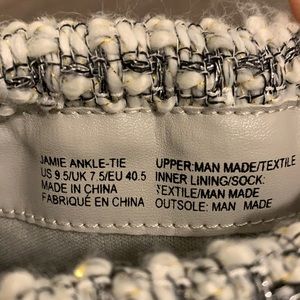 JAMIE ANKLE-TIE
US 9.5/UK 7.5/EU 40.5
MADE IN CHINA
FABRIQUÉ EN CHINA
UPPER:MAN MADE/TEXTILE
INNER LINING/SOCK:
TEXTILE/MAN MADE
OUTSOLE: MAN MADE